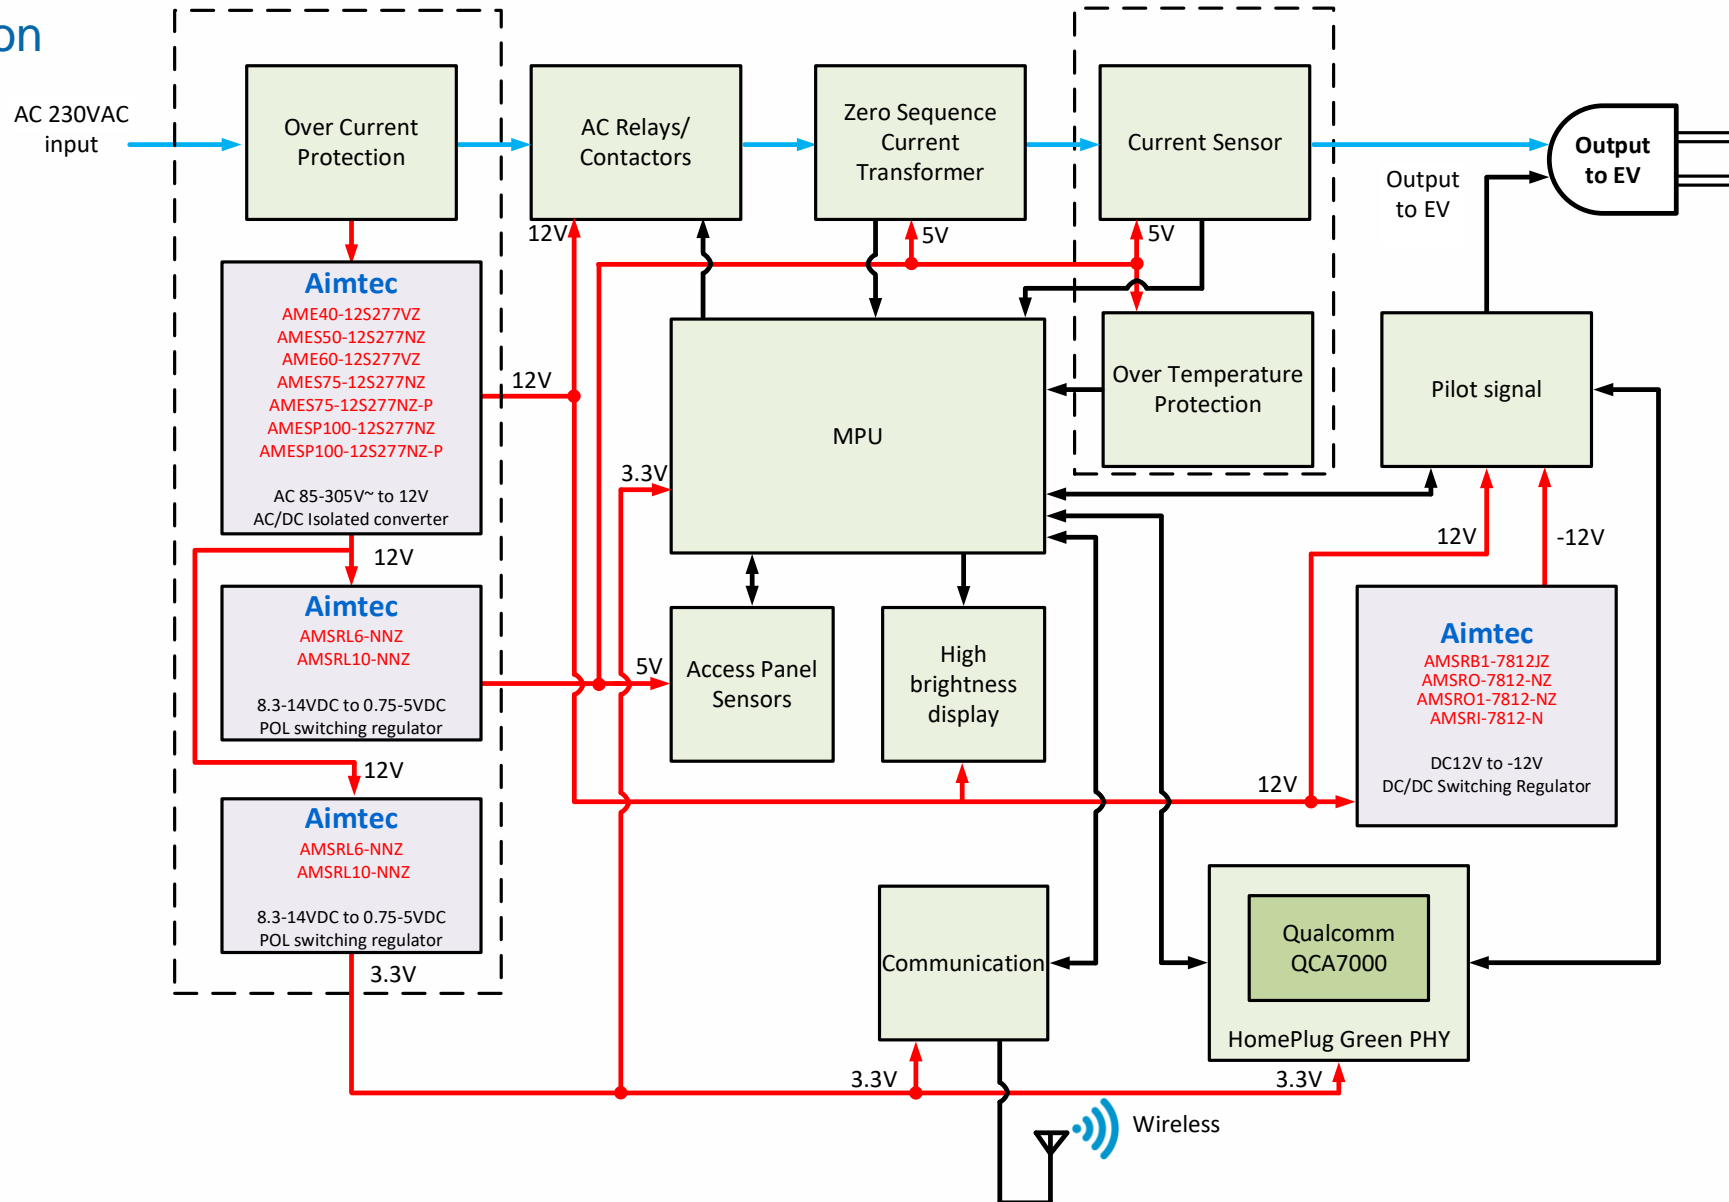 on
AC 230VAC
input
Over Current
Protection
AC Relays/
Contactors
Zero Sequence
Current
Transformer
Current Sensor
Output
to EV
Output
to EV
12V
5V
5V
Aimtec
AME40-12S277VZ
AMES50-12S277NZ
AME60-12S277VZ
AMES75-12S277NZ
AMES75-12S277NZ-P
AMESP100-12S277NZ
AMESP100-12S277NZ-P
AC 85-305V~ to 12V
AC/DC Isolated converter
12V
MPU
Over Temperature
Protection
Pilot signal
3.3V
12V
12V
-12V
Aimtec
AMSRL6-NNZ
AMSRL10-NNZ
8.3-14VDC to 0.75-5VDC
POL switching regulator
5V
Access Panel
Sensors
High
brightness
display
Aimtec
AMSRB1-7812JZ
AMSRO-7812-NZ
AMSRO1-7812-NZ
AMSRI-7812-N
DC12V to -12V
DC/DC Switching Regulator
12V
12V
Aimtec
AMSRL6-NNZ
AMSRL10-NNZ
8.3-14VDC to 0.75-5VDC
POL switching regulator
3.3V
Communication
Qualcomm
QCA7000
HomePlug Green PHY
3.3V
3.3V
Wireless